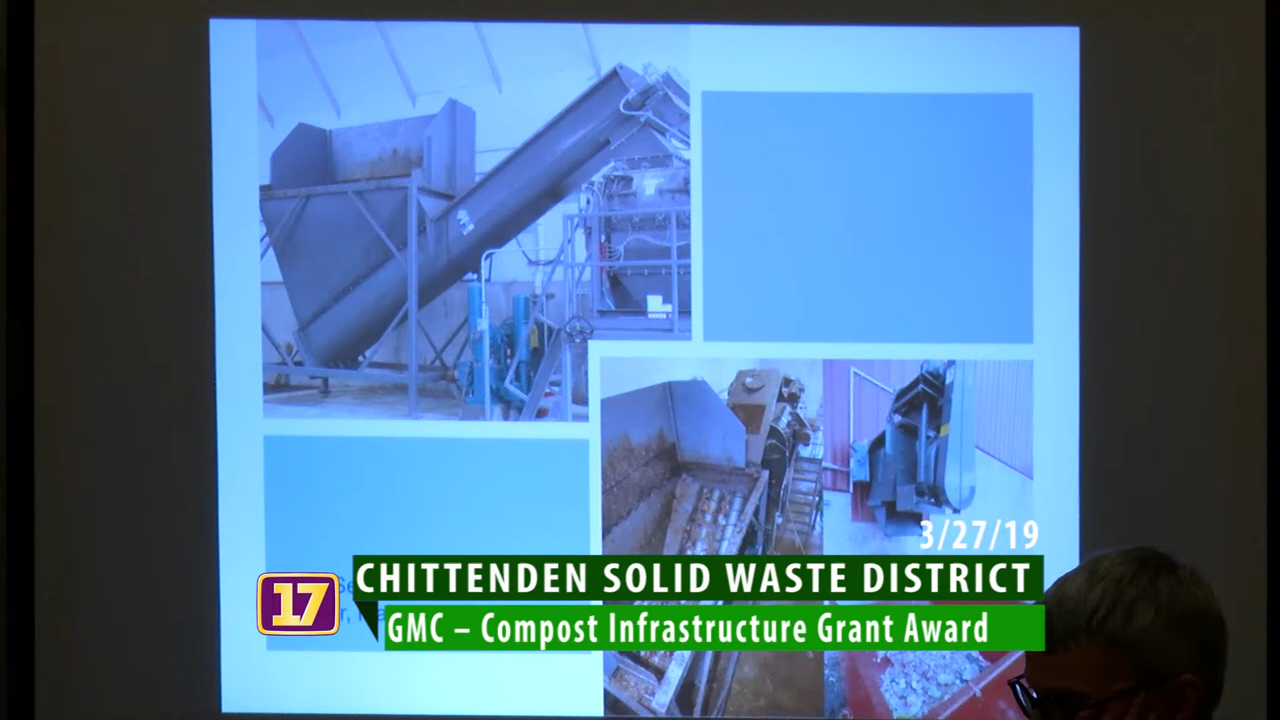 3/27/19
CHITTENDEN SOLID WASTE DISTRICT
17
GMC – Compost Infrastructure Grant Award